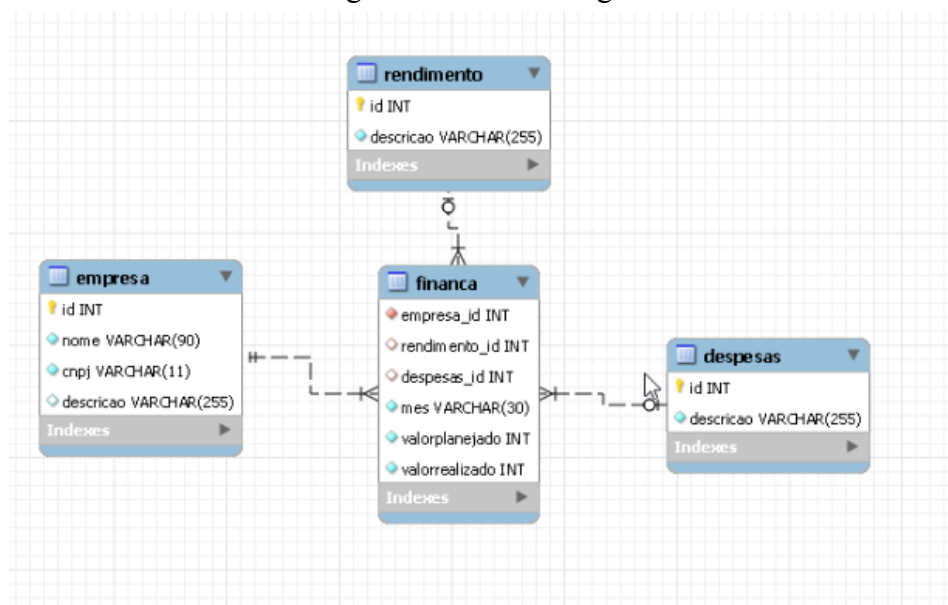 rendimento
id INT
descricao VARCHAR(255)
Indexes
empresa
id INT
nome VARCHAR(90)
cnpj VARCHAR(11)
descricao VARCHAR(255)
Indexes
financa
empresa_id INT
rendimento_id INT
despesas_id INT
mes VARCHAR(30)
valorplanejado INT
valorrealizado INT
Indexes
despesas
id INT
descricao VARCHAR(255)
Indexes